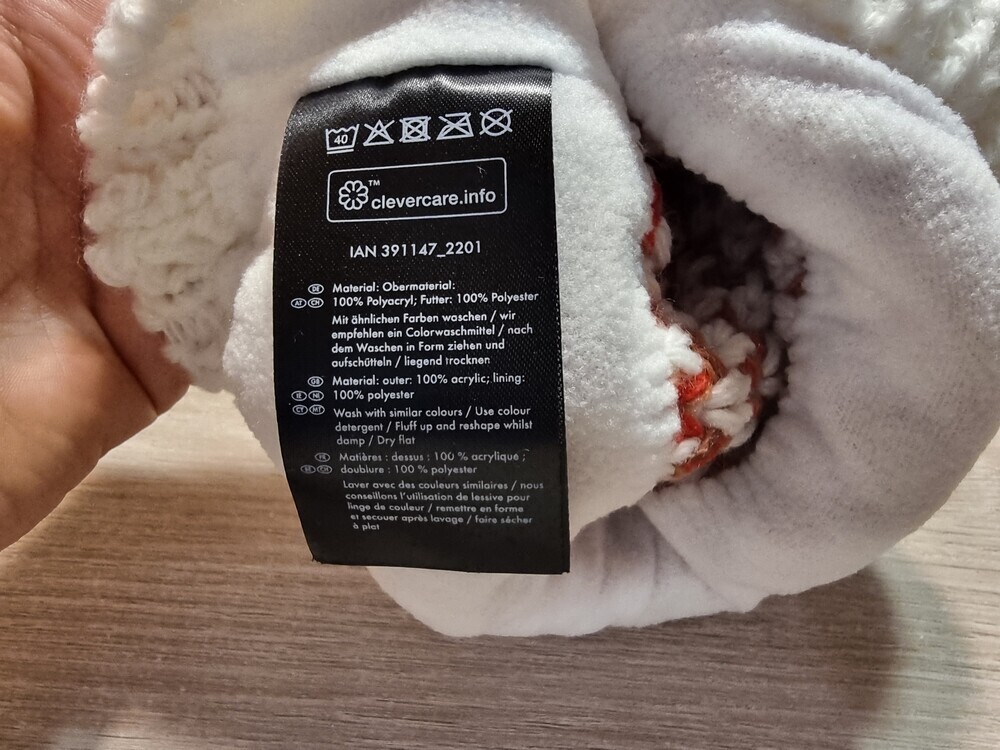 40
TM
clevercare.info
IAN 391147_2201
DE Material: Obermaterial:
AT CH 100% Polyacryl; Futter: 100% Polyester
Mit ähnlichen Farben waschen / wir
empfehlen ein Colorwaschmittel / nach
dem Waschen in Form ziehen und
aufschütteln / liegend trocknen
GB Material: outer: 100% acrylic; lining:
IE NI 100% polyester
CY MT Wash with similar colours / Use colour
detergent / Fluff up and reshape whilst
damp / Dry flat
FR Matières : dessus : 100 % acrylique ;
BE CH doublure : 100 % polyester
Laver avec des couleurs similaires / nous
conseillons l'utilisation de lessive pour
linge de couleur / remettre en forme
et secouer après lavage / faire sécher
à plat